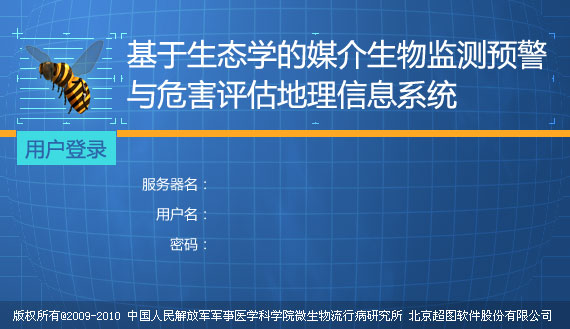 基于生态学的媒介生物监测预警
与危害评估地理信息系统
用户登录
服务器名：
用户名：
密码：
版权所有@2009-2010 中国人民解放军军事医学科学院微生物流行病研究所 北京超图软件股份有限公司